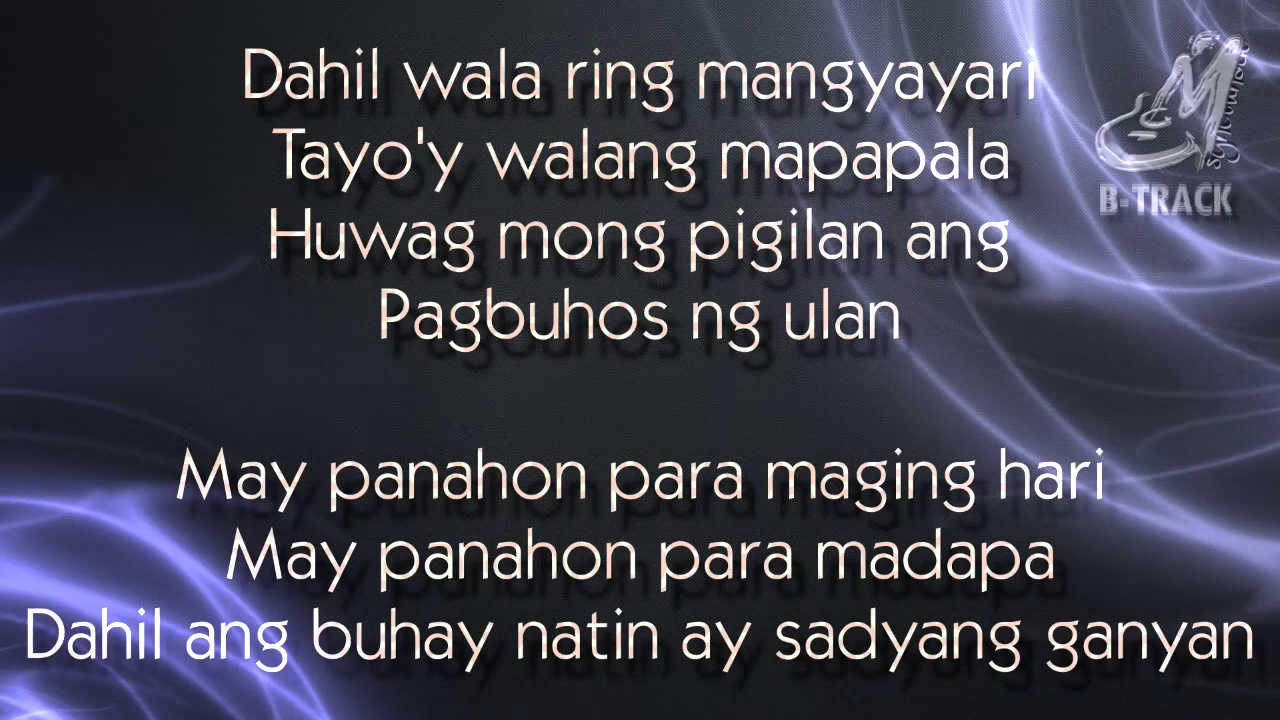 Dahil wala ring mangyayari
Tayo'y walang mapapala
Huwag mong pigilan ang
Pagbuhos ng ulan
May panahon para maging hari
May panahon para madapa
Dahil ang buhay natin ay sadyang ganyan
B-TRACK